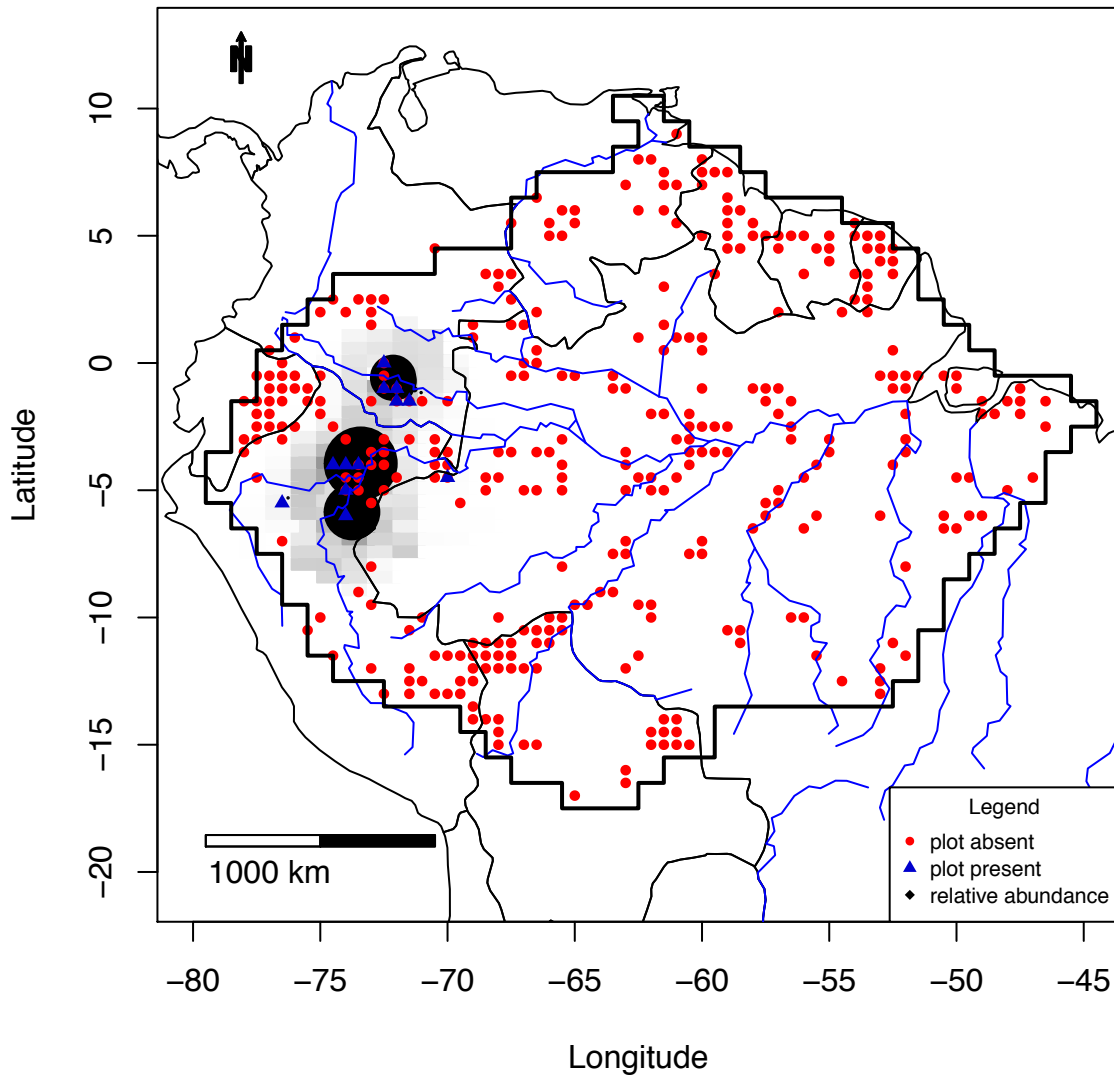 N
10
5
0
−5
−10
−15
−20
Latitude
1000 km
Legend
plot absent
plot present
relative abundance
−80
−75
−70
−65
−60
−55
−50
−45
Longitude